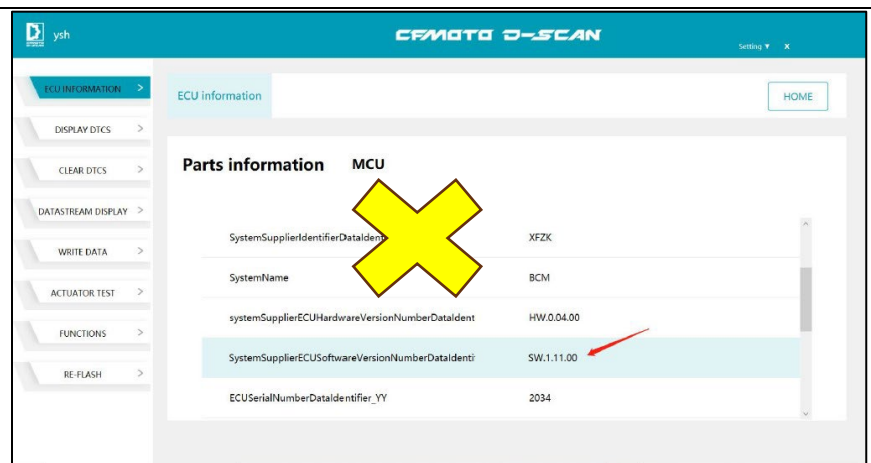 ysh
CFMOTO D-SCAN
Setting ▼ X
ECU INFORMATION >
DISPLAY DTCS >
CLEAR DTCS >
DATASTREAM DISPLAY >
WRITE DATA >
ACTUATOR TEST >
FUNCTIONS >
RE-FLASH >
ECU information
HOME
Parts information MCU
SystemSupplierIdentifierDataIdent XFZK
SystemName BCM
systemSupplierECUHardwareVersionNumberDataIdent HW.0.04.00
SystemSupplierECUSoftwareVersionNumberDataIdenti SW.1.11.00
ECUSerialNumberDataIdentifier_YY 2034